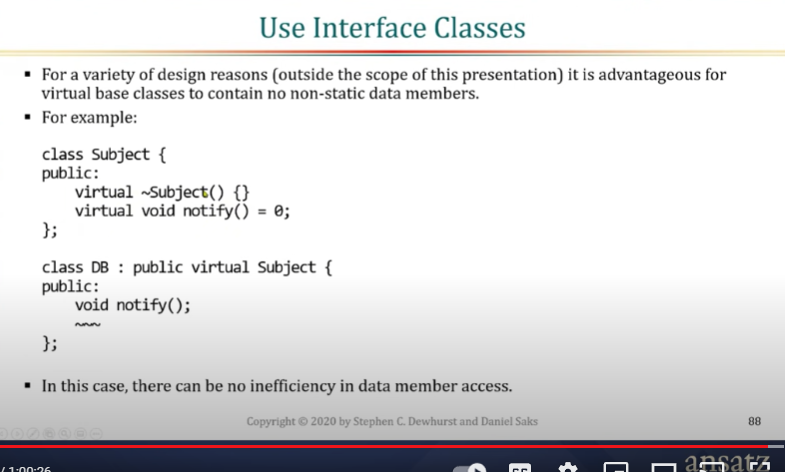 Use Interface Classes
▪ For a variety of design reasons (outside the scope of this presentation) it is advantageous for
virtual base classes to contain no non-static data members.
▪ For example:
class Subject {
public:
    virtual ~Subject() {}
    virtual void notify() = 0;
};
class DB : public virtual Subject {
public:
    void notify();
    ~~~
};
▪ In this case, there can be no inefficiency in data member access.
Copyright © 2020 by Stephen C. Dewhurst and Daniel Saks
88
/ 1:00:26
ansatz